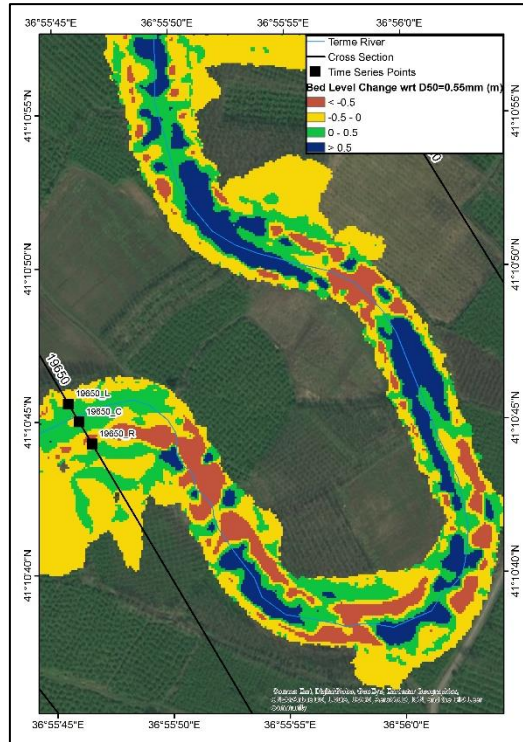 36°55'45"E
36°55'50"E
36°55'55"E
36°56'0"E
Terme River
Cross Section
Time Series Points
Bed Level Change wrt D50=0.55mm (m)
< -0.5
-0.5 - 0
0 - 0.5
> 0.5
41°10'55"N
41°10'55"N
41°10'50"N
41°10'50"N
19650
19650_L
19650_C
19650_R
41°10'45"N
41°10'45"N
41°10'40"N
41°10'40"N
Community
36°55'45"E
36°55'50"E
36°55'55"E
36°56'0"E